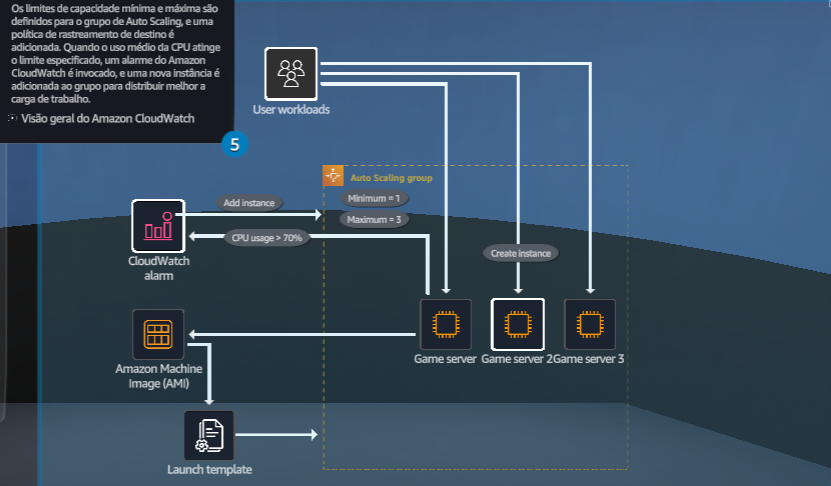 Os limites de capacidade mínima e máxima são
definidos para o grupo de Auto Scaling, e uma
política de rastreamento de destino é
adicionada. Quando o uso médio da CPU atinge
o limite especificado, um alarme do Amazon
CloudWatch é invocado, e uma nova instância é
adicionada ao grupo para distribuir melhor a
carga de trabalho.
Visão geral do Amazon CloudWatch
5
User workloads
Auto Scaling group
Add instance
Minimum = 1
Maximum = 3
CPU usage > 70%
CloudWatch
alarm
Create instance
Game server
Game server 2
Game server 3
Amazon Machine
Image (AMI)
Launch template